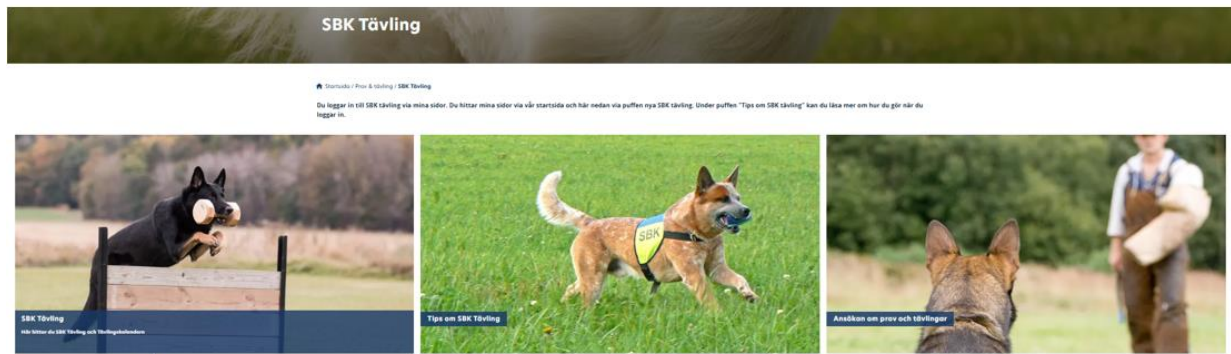 SBK Tävling
Startsida / Prov & tävling / SBK Tävling
Du loggar in till SBK tävling via mina sidor. Du hittar mina sidor via vår startsida och här nedan via puffen nya SBK tävling. Under puffen "Tips om SBK tävling" kan du läsa mer om hur du gör när du
loggar in.
SBK
SBK Tävling
Här hittar du SBK Tävling och Tävlingskalendern
Tips om SBK Tävling
Ansökan om prov och tävlingar